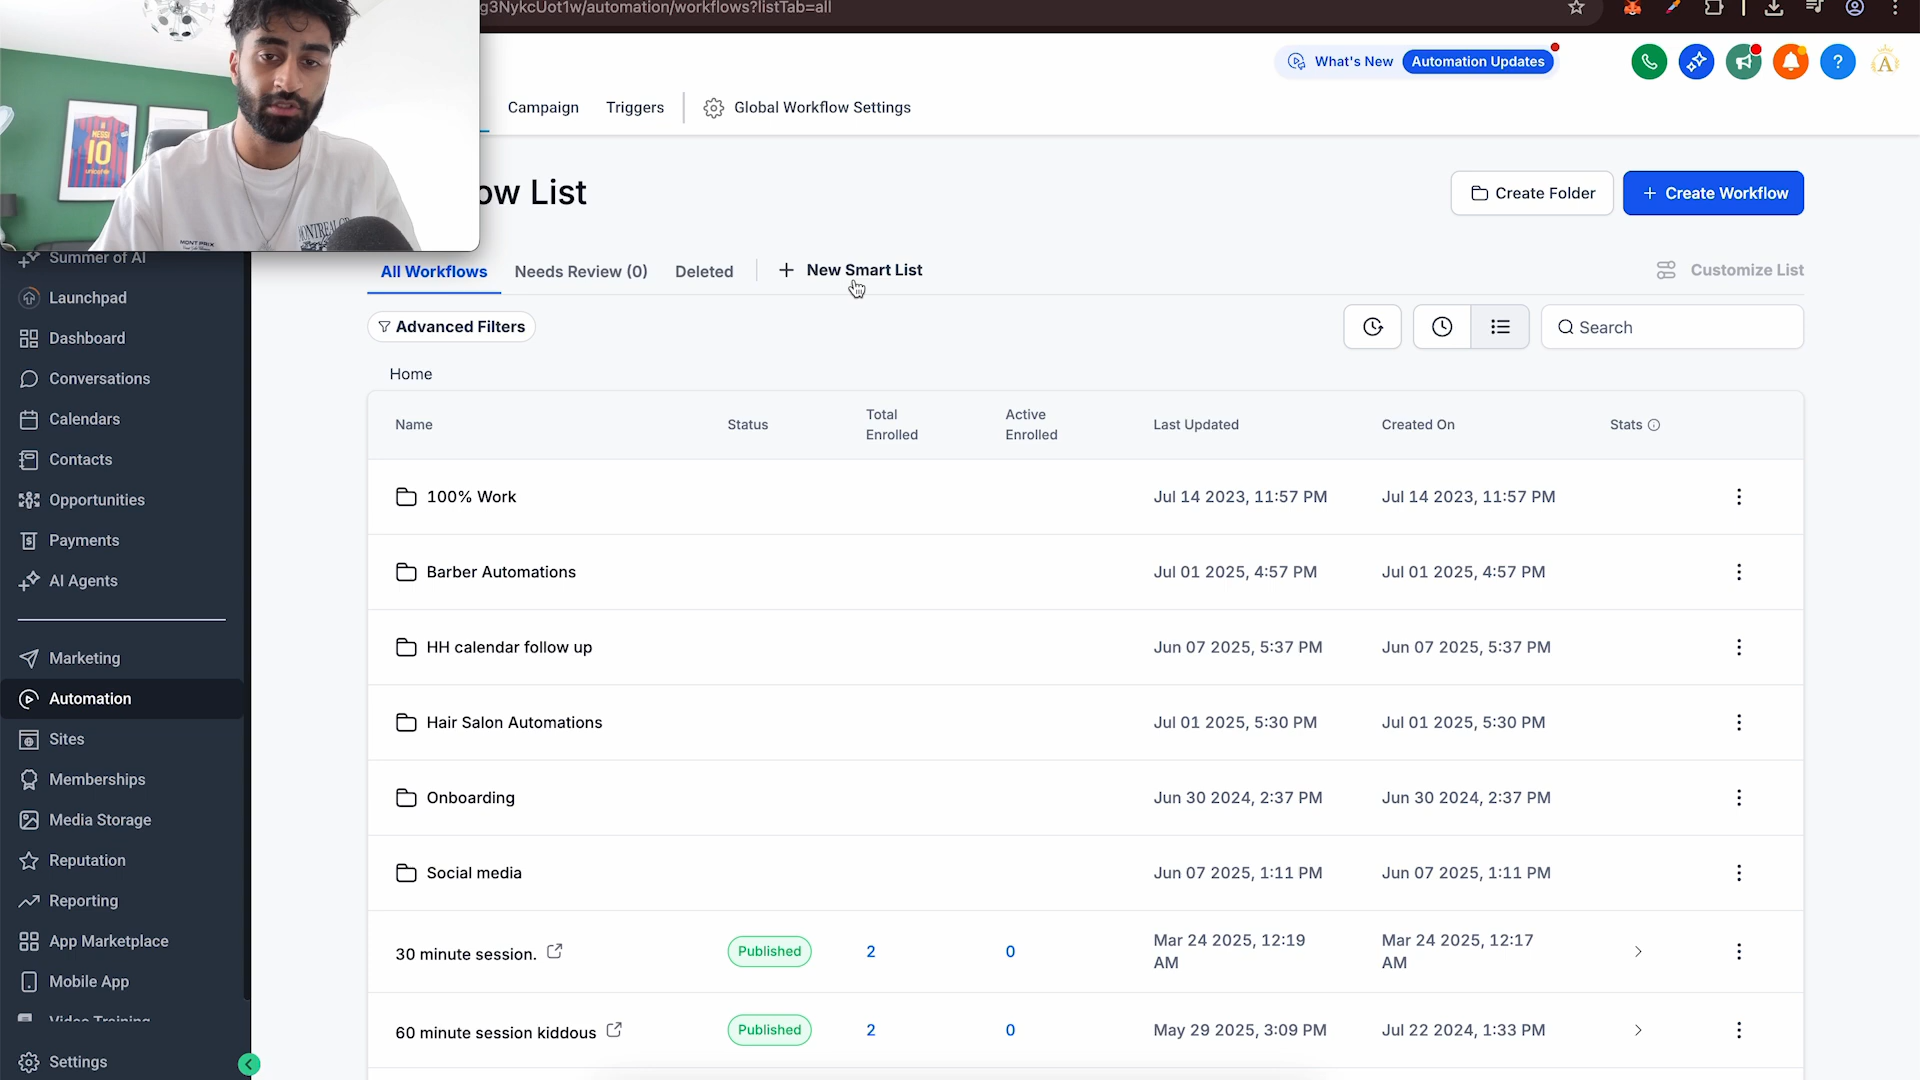 g3NykcUot1w/automation/workflows?listTab=all
What's New
Automation Updates
A
Campaign
Triggers
Global Workflow Settings
MESSI
10
unicef
MONT PRIX
MONTREAL
ow List
Create Folder
+ Create Workflow
All Workflows
Needs Review (0)
Deleted
+ New Smart List
Customize List
Advanced Filters
Search
Home
Name
Status
Total Enrolled
Active Enrolled
Last Updated
Created On
Stats
100% Work
Jul 14 2023, 11:57 PM
Jul 14 2023, 11:57 PM
Barber Automations
Jul 01 2025, 4:57 PM
Jul 01 2025, 4:57 PM
HH calendar follow up
Jun 07 2025, 5:37 PM
Jun 07 2025, 5:37 PM
Hair Salon Automations
Jul 01 2025, 5:30 PM
Jul 01 2025, 5:30 PM
Onboarding
Jun 30 2024, 2:37 PM
Jun 30 2024, 2:37 PM
Social media
Jun 07 2025, 1:11 PM
Jun 07 2025, 1:11 PM
30 minute session.
Published
2
0
Mar 24 2025, 12:19 AM
Mar 24 2025, 12:17 AM
60 minute session kiddous
Published
2
0
May 29 2025, 3:09 PM
Jul 22 2024, 1:33 PM
Summer of AI
Launchpad
Dashboard
Conversations
Calendars
Contacts
Opportunities
Payments
AI Agents
Marketing
Automation
Sites
Memberships
Media Storage
Reputation
Reporting
App Marketplace
Mobile App
Video Training
Settings